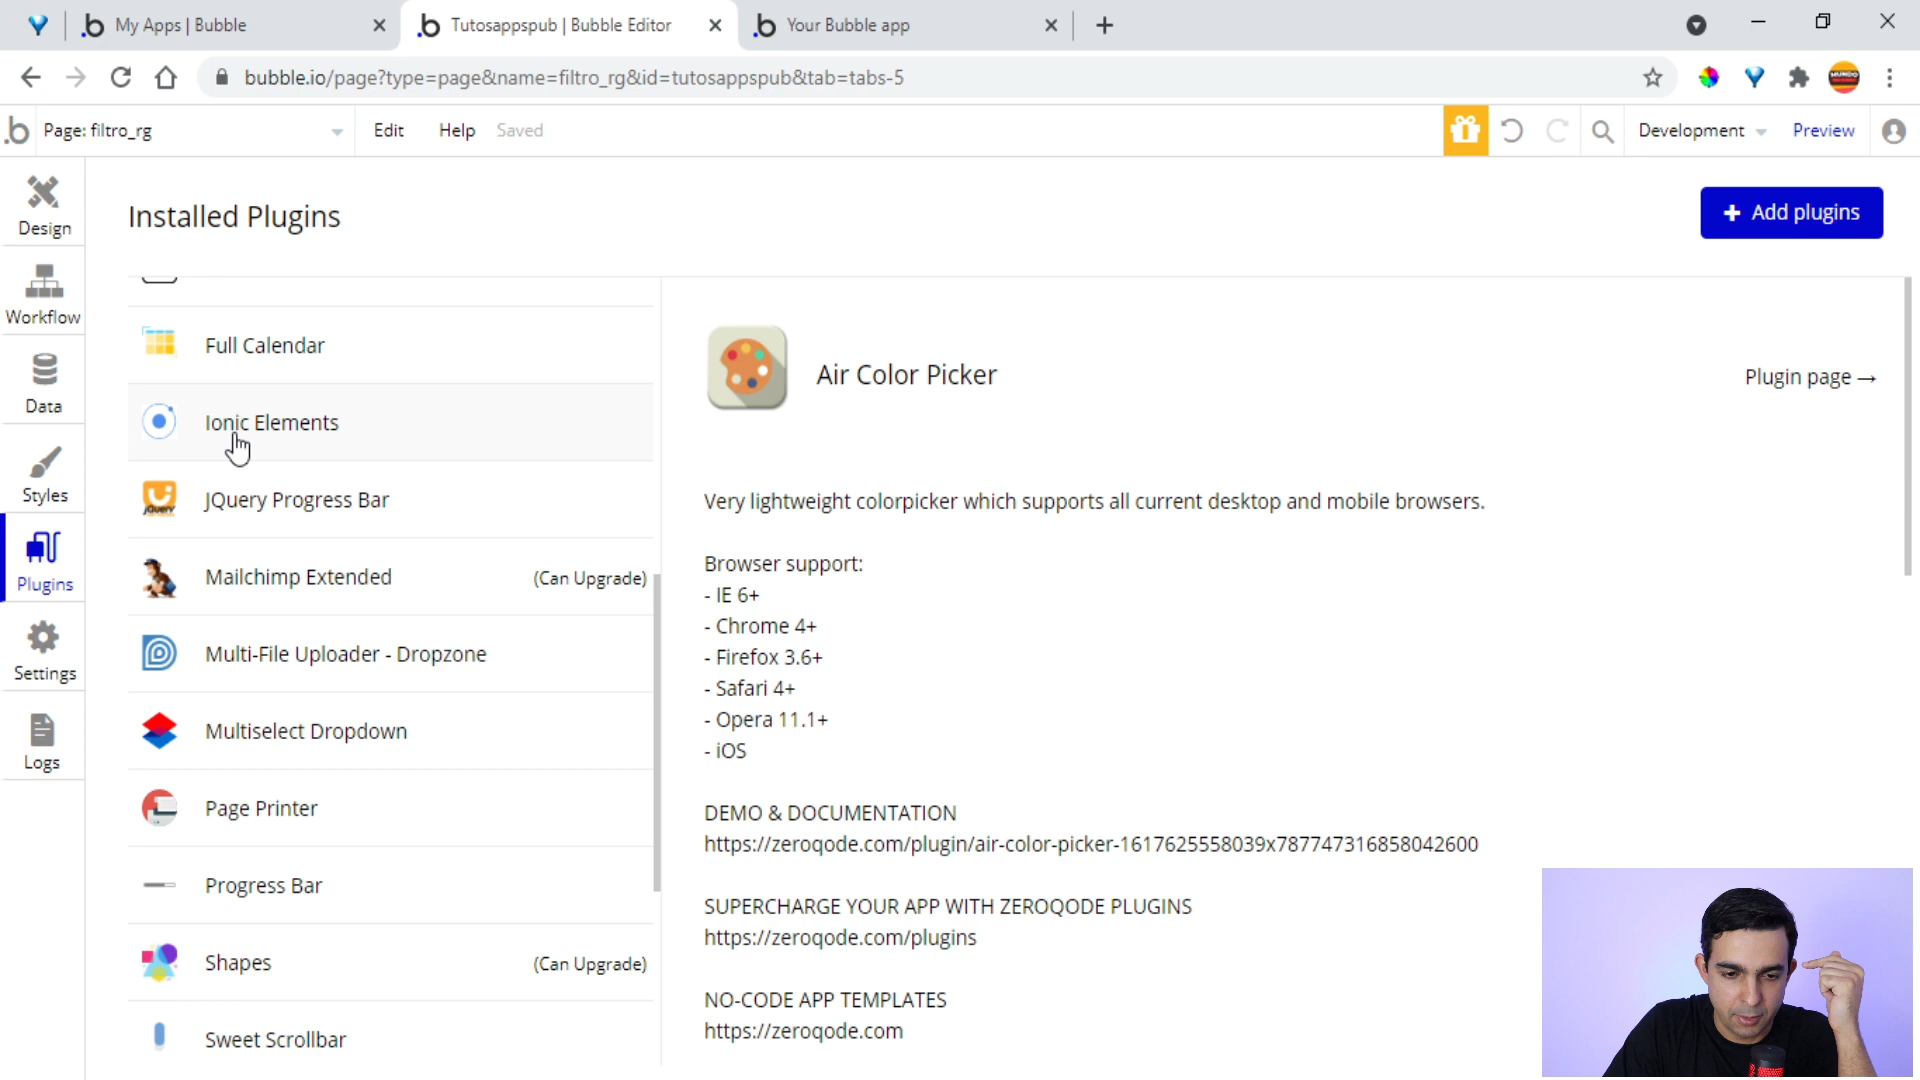 My Apps | Bubble
Tutosappspub | Bubble Editor
Your Bubble app
bubble.io/page?type=page&name=filtro_rg&id=tutosappspub&tab=tabs-5
Page: filtro_rg
Edit
Help
Saved
Development
Preview
Design
Workflow
Data
Styles
Plugins
Settings
Logs
Installed Plugins
+ Add plugins
Full Calendar
Ionic Elements
JQuery Progress Bar
Mailchimp Extended
(Can Upgrade)
Multi-File Uploader - Dropzone
Multiselect Dropdown
Page Printer
Progress Bar
Shapes
(Can Upgrade)
Sweet Scrollbar
Air Color Picker
Plugin page →
Very lightweight colorpicker which supports all current desktop and mobile browsers.
Browser support:
- IE 6+
- Chrome 4+
- Firefox 3.6+
- Safari 4+
- Opera 11.1+
- iOS
DEMO & DOCUMENTATION
https://zeroqode.com/plugin/air-color-picker-1617625558039x787747316858042600
SUPERCHARGE YOUR APP WITH ZEROQODE PLUGINS
https://zeroqode.com/plugins
NO-CODE APP TEMPLATES
https://zeroqode.com